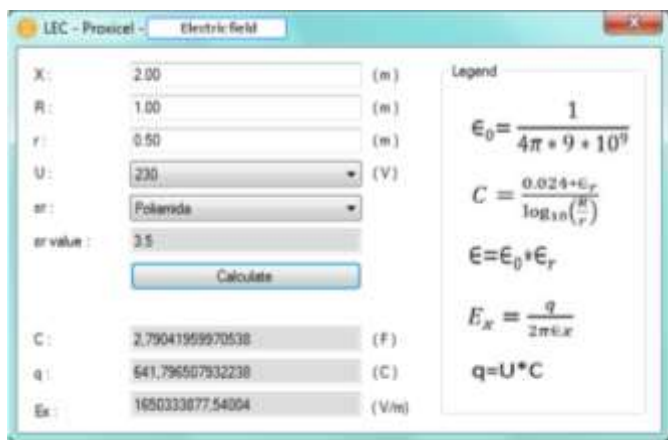 LEC - Proxicel - Electric field
X : 2.00 (m)
R : 1.00 (m)
r : 0.50 (m)
U : 230 (V)
εr : Poliamida
εr value : 3.5
Calculate
C : 2,79041959970538 (F)
q : 641,796507932238 (C)
Ex : 1650333877,54004 (V/m)
Legend
ϵ₀= 1 / 4π * 9 * 10⁹
C = 0.024*ϵᵣ / log₁₀(R/r)
ϵ=ϵ₀*ϵᵣ
Eₓ = q / 2πϵx
q=U*C